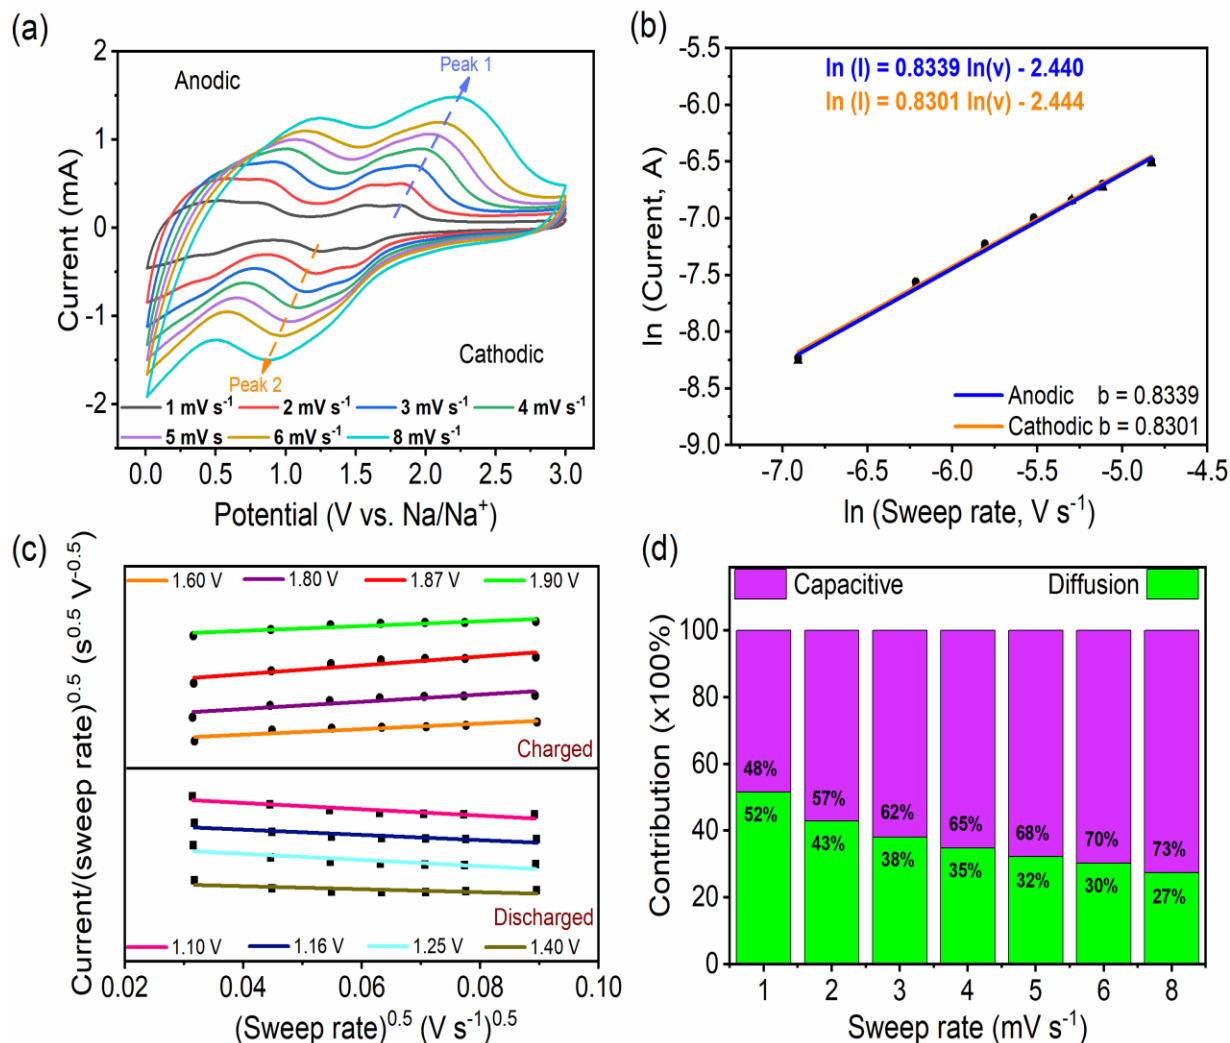 (a)
2
1
0
-1
-2
Current (mA)
Anodic
Peak 1
Cathodic
Peak 2
1 mV s-1 2 mV s-1 3 mV s-1 4 mV s-1
5 mV s 6 mV s-1 8 mV s-1
0.0 0.5 1.0 1.5 2.0 2.5 3.0
Potential (V vs. Na/Na+)
(b)
-5.5
-6.0
-6.5
-7.0
-7.5
-8.0
-8.5
-9.0
ln (Current, A)
ln (I) = 0.8339 ln(v) - 2.440
ln (I) = 0.8301 ln(v) - 2.444
Anodic b = 0.8339
Cathodic b = 0.8301
-7.0 -6.5 -6.0 -5.5 -5.0 -4.5
ln (Sweep rate, V s-1)
(c)
Current/(sweep rate)0.5 (s0.5 V-0.5)
1.60 V 1.80 V 1.87 V 1.90 V
Charged
Discharged
1.10 V 1.16 V 1.25 V 1.40 V
0.02 0.04 0.06 0.08 0.10
(Sweep rate)0.5 (V s-1)0.5
(d)
Capacitive Diffusion
100
80
60
40
20
0
Contribution (x100%)
48% 57% 62% 65% 68% 70% 73%
52% 43% 38% 35% 32% 30% 27%
1 2 3 4 5 6 8
Sweep rate (mV s-1)